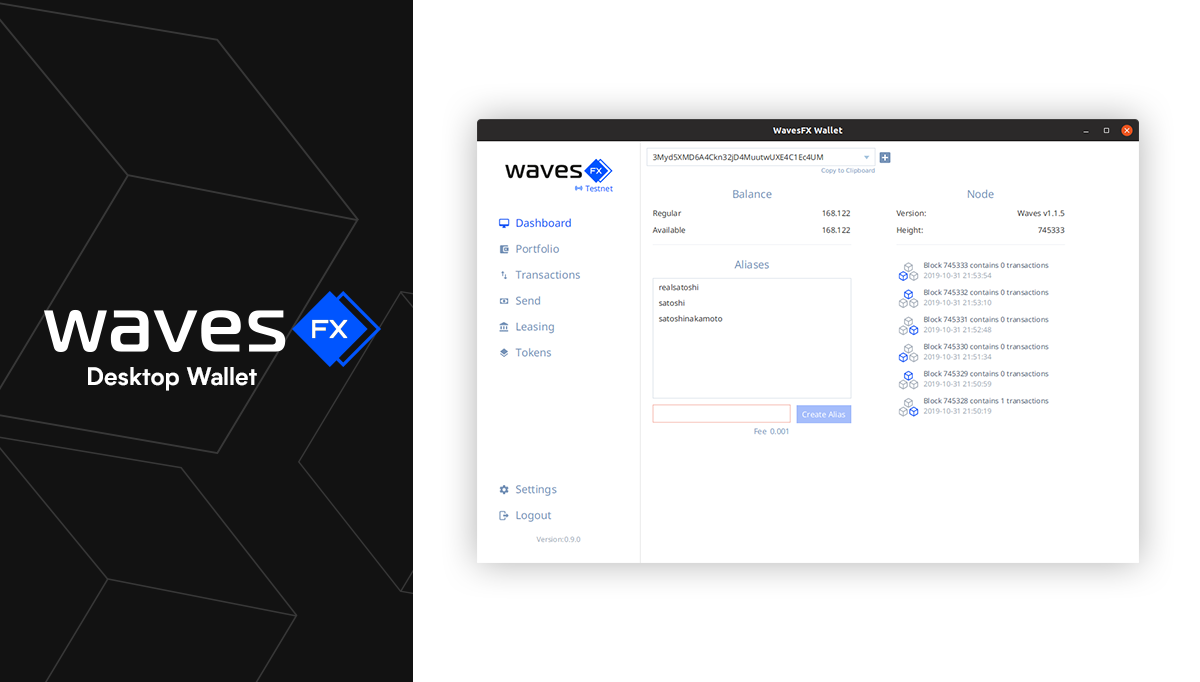 waves FX
Desktop Wallet
WavesFX Wallet
waves FX
Testnet
Dashboard
Portfolio
Transactions
Send
Leasing
Tokens
Settings
Logout
Version:0.9.0
3MydSXMD6A4Ckn32jD4MuutwUXE4C1Ec4UM
Copy to Clipboard
Balance
Regular 168.122
Available 168.122
Node
Version: Waves v1.1.5
Height: 745333
Aliases
realsatoshi
satoshi
satoshinakamoto
Create Alias
Fee 0.001
Block 745333 contains 0 transactions
2019-10-31 21:53:54
Block 745332 contains 0 transactions
2019-10-31 21:53:10
Block 745331 contains 0 transactions
2019-10-31 21:52:48
Block 745330 contains 0 transactions
2019-10-31 21:51:34
Block 745329 contains 0 transactions
2019-10-31 21:50:59
Block 745328 contains 1 transactions
2019-10-31 21:50:19